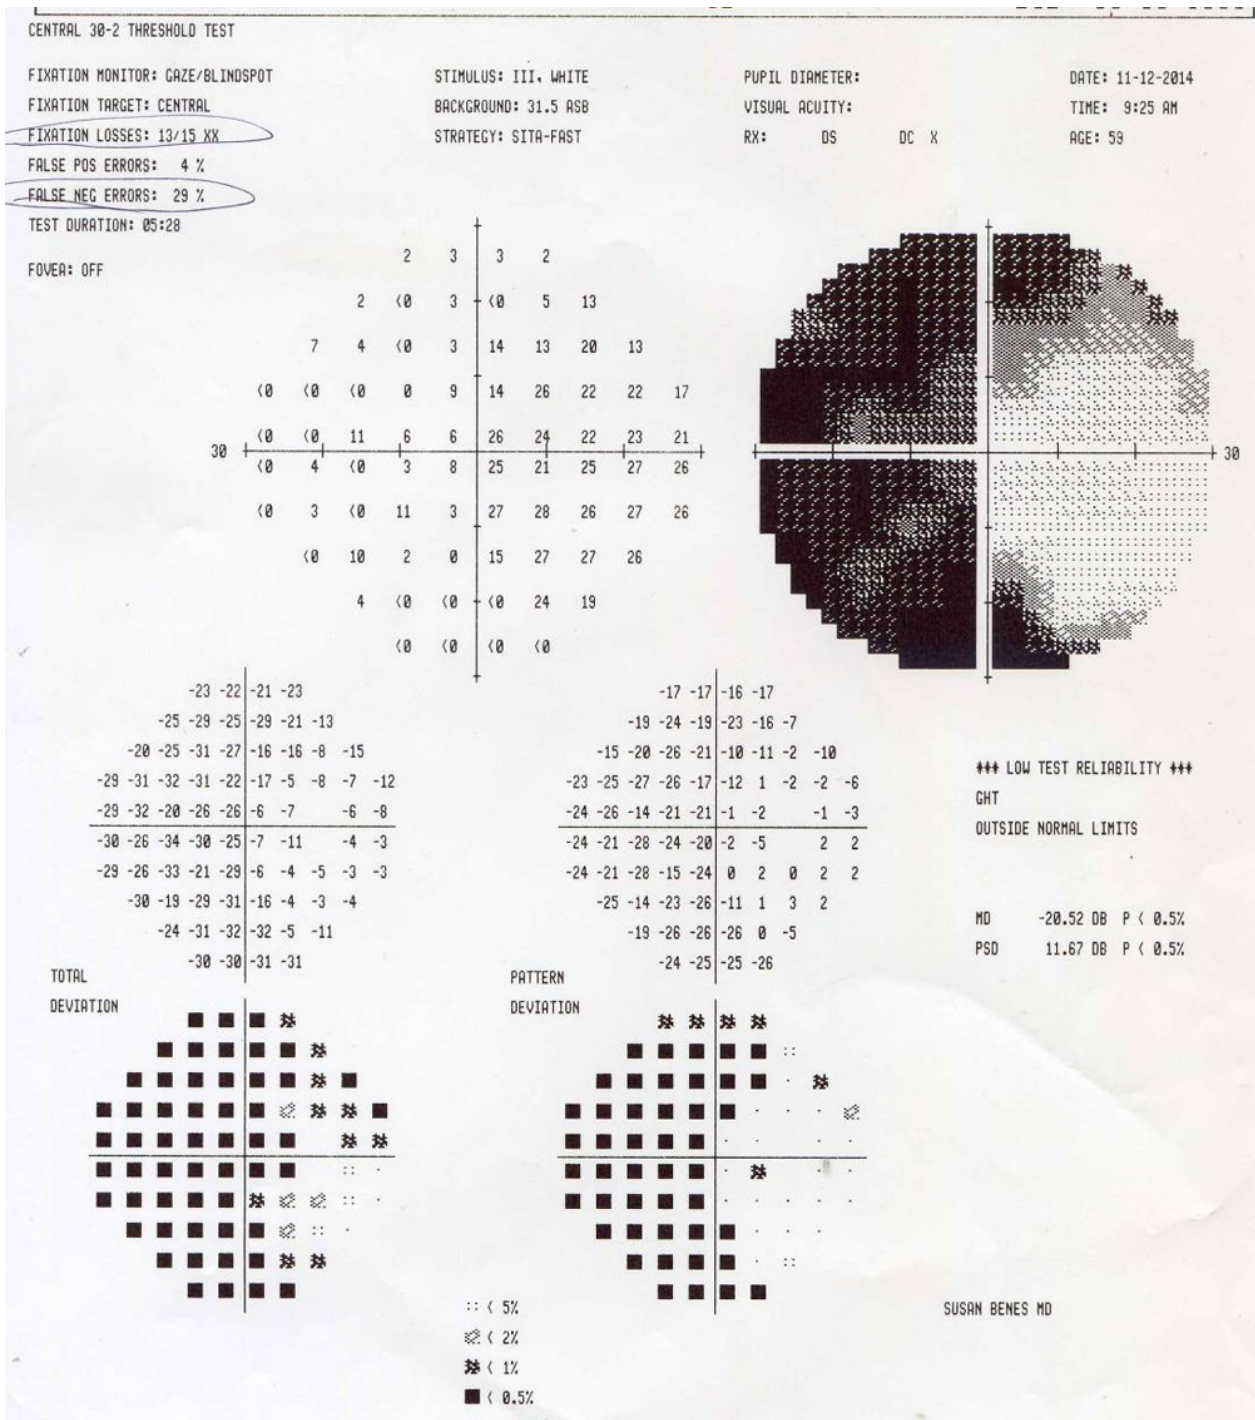 CENTRAL 30-2 THRESHOLD TEST
FIXATION MONITOR: GAZE/BLINDSPOT STIMULUS: III, WHITE PUPIL DIAMETER: DATE: 11-12-2014
FIXATION TARGET: CENTRAL BACKGROUND: 31.5 ASB VISUAL ACUITY: TIME: 9:25 AM
FIXATION LOSSES: 13/15 XX STRATEGY: SITA-FAST RX: DS DC X AGE: 59
FALSE POS ERRORS: 4 %
FALSE NEG ERRORS: 29 %
TEST DURATION: 05:28
FOVEA: OFF
2 3 3 2
2 <0 3 <0 5 13
7 4 <0 3 14 13 20 13
<0 <0 <0 0 9 14 26 22 22 17
<0 <0 11 6 6 26 24 22 23 21
30 30
<0 4 <0 3 8 25 21 25 27 26
<0 3 <0 11 3 27 28 26 27 26
<0 10 2 0 15 27 27 26
4 <0 <0 <0 24 19
<0 <0 <0 <0
-23 -22 -21 -23 -17 -17 -16 -17
-25 -29 -25 -29 -21 -13 -19 -24 -19 -23 -16 -7
-20 -25 -31 -27 -16 -16 -8 -15 -15 -20 -26 -21 -10 -11 -2 -10
-29 -31 -32 -31 -22 -17 -5 -8 -7 -12 -23 -25 -27 -26 -17 -12 1 -2 -2 -6
-29 -32 -20 -26 -26 -6 -7 -6 -8 -24 -26 -14 -21 -21 -1 -2 -1 -3
-30 -26 -34 -30 -25 -7 -11 -4 -3 -24 -21 -28 -24 -20 -2 -5 2 2
-29 -26 -33 -21 -29 -6 -4 -5 -3 -3 -24 -21 -28 -15 -24 0 2 0 2 2
-30 -19 -29 -31 -16 -4 -3 -4 -25 -14 -23 -26 -11 1 3 2
-24 -31 -32 -32 -5 -11 -19 -26 -26 -26 0 -5
-30 -30 -31 -31 -24 -25 -25 -26
*** LOW TEST RELIABILITY ***
GHT
OUTSIDE NORMAL LIMITS
MD -20.52 DB P < 0.5%
PSD 11.67 DB P < 0.5%
TOTAL
DEVIATION
PATTERN
DEVIATION
:: < 5%
< 2%
< 1%
■ < 0.5%
SUSAN BENES MD